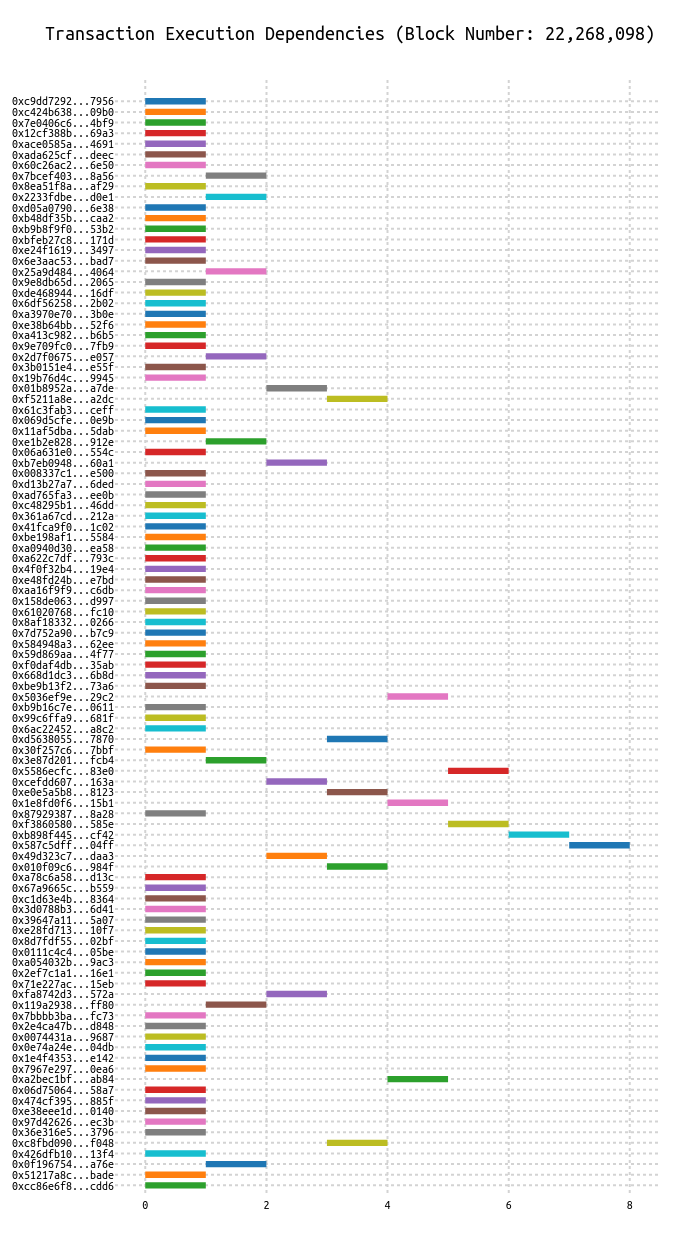 Transaction Execution Dependencies (Block Number: 22,268,098)
0xc9dd7292...7956
0xc424b638...09b0
0x7e0406c6...4bf9
0x12cf388b...69a3
0xace0585a...4691
0xada625cf...deec
0x60c26ac2...6e50
0x7bcef403...8a56
0x8ea51f8a...af29
0x2233fdbe...d0e1
0xd05a0790...6e38
0xb48df35b...caa2
0xb9b8f9f0...53b2
0xbfeb27c8...171d
0xe24f1619...3497
0x6e3aac53...bad7
0x25a9d484...4064
0x9e8db65d...2065
0xde468944...16df
0x6df56258...2b02
0xa3970e70...3b0e
0xe38b64bb...52f6
0xa413c982...b6b5
0x9e709fc0...7fb9
0x2d7f0675...e057
0x3b0151e4...e55f
0x19b76d4c...9945
0x01b8952a...a7de
0xf5211a8e...a2dc
0x61c3fab3...ceff
0x069d5cfe...0e9b
0x11af5dba...5dab
0xe1b2e828...912e
0x06a631e0...554c
0xb7eb0948...60a1
0x008337c1...e500
0xd13b27a7...6ded
0xad765fa3...ee0b
0xc48295b1...46dd
0x361a67cd...212a
0x41fca9f0...1c02
0xbe198af1...5584
0xa0940d30...ea58
0xa622c7df...793c
0x4f0f32b4...19e4
0xe48fd24b...e7bd
0xaa16f9f9...c6db
0x158de063...d997
0x61020768...fc10
0x8af18332...0266
0x7d752a90...b7c9
0x584948a3...62ee
0x59d869aa...4f77
0xf0daf4db...35ab
0x668d1dc3...6b8d
0xbe9b13f2...73a6
0x5036ef9e...29c2
0xb9b16c7e...0611
0x99c6ffa9...681f
0x6ac22452...a8c2
0xd5638055...7870
0x30f257c6...7bbf
0x3e87d201...fcb4
0x5586ecfc...83e0
0xcefdd607...163a
0xe0e5a5b8...8123
0x1e8fd0f6...15b1
0x87929387...8a28
0xf3860580...585e
0xb898f445...cf42
0x587c5dff...04ff
0x49d323c7...daa3
0x010f09c6...984f
0xa78c6a58...d13c
0x67a9665c...b559
0xc1d63e4b...8364
0x3d0788b3...6d41
0x39647a11...5a07
0xe28fd713...10f7
0x8d7fdf55...02bf
0x0111c4c4...05be
0xa054032b...9ac3
0x2ef7c1a1...16e1
0x71e227ac...15eb
0xfa8742d3...572a
0x119a2938...ff80
0x7bbbb3ba...fc73
0x2e4ca47b...d848
0x0074431a...9687
0x0e74a24e...04db
0x1e4f4353...e142
0x7967e297...0ea6
0xa2bec1bf...ab84
0x06d75064...58a7
0x474cf395...885f
0xe38eee1d...0140
0x97d42626...ec3b
0x36e316e5...3796
0xc8fbd090...f048
0x426dfb10...13f4
0x0f196754...a76e
0x51217a8c...bade
0xcc86e6f8...cdd6
0 2 4 6 8